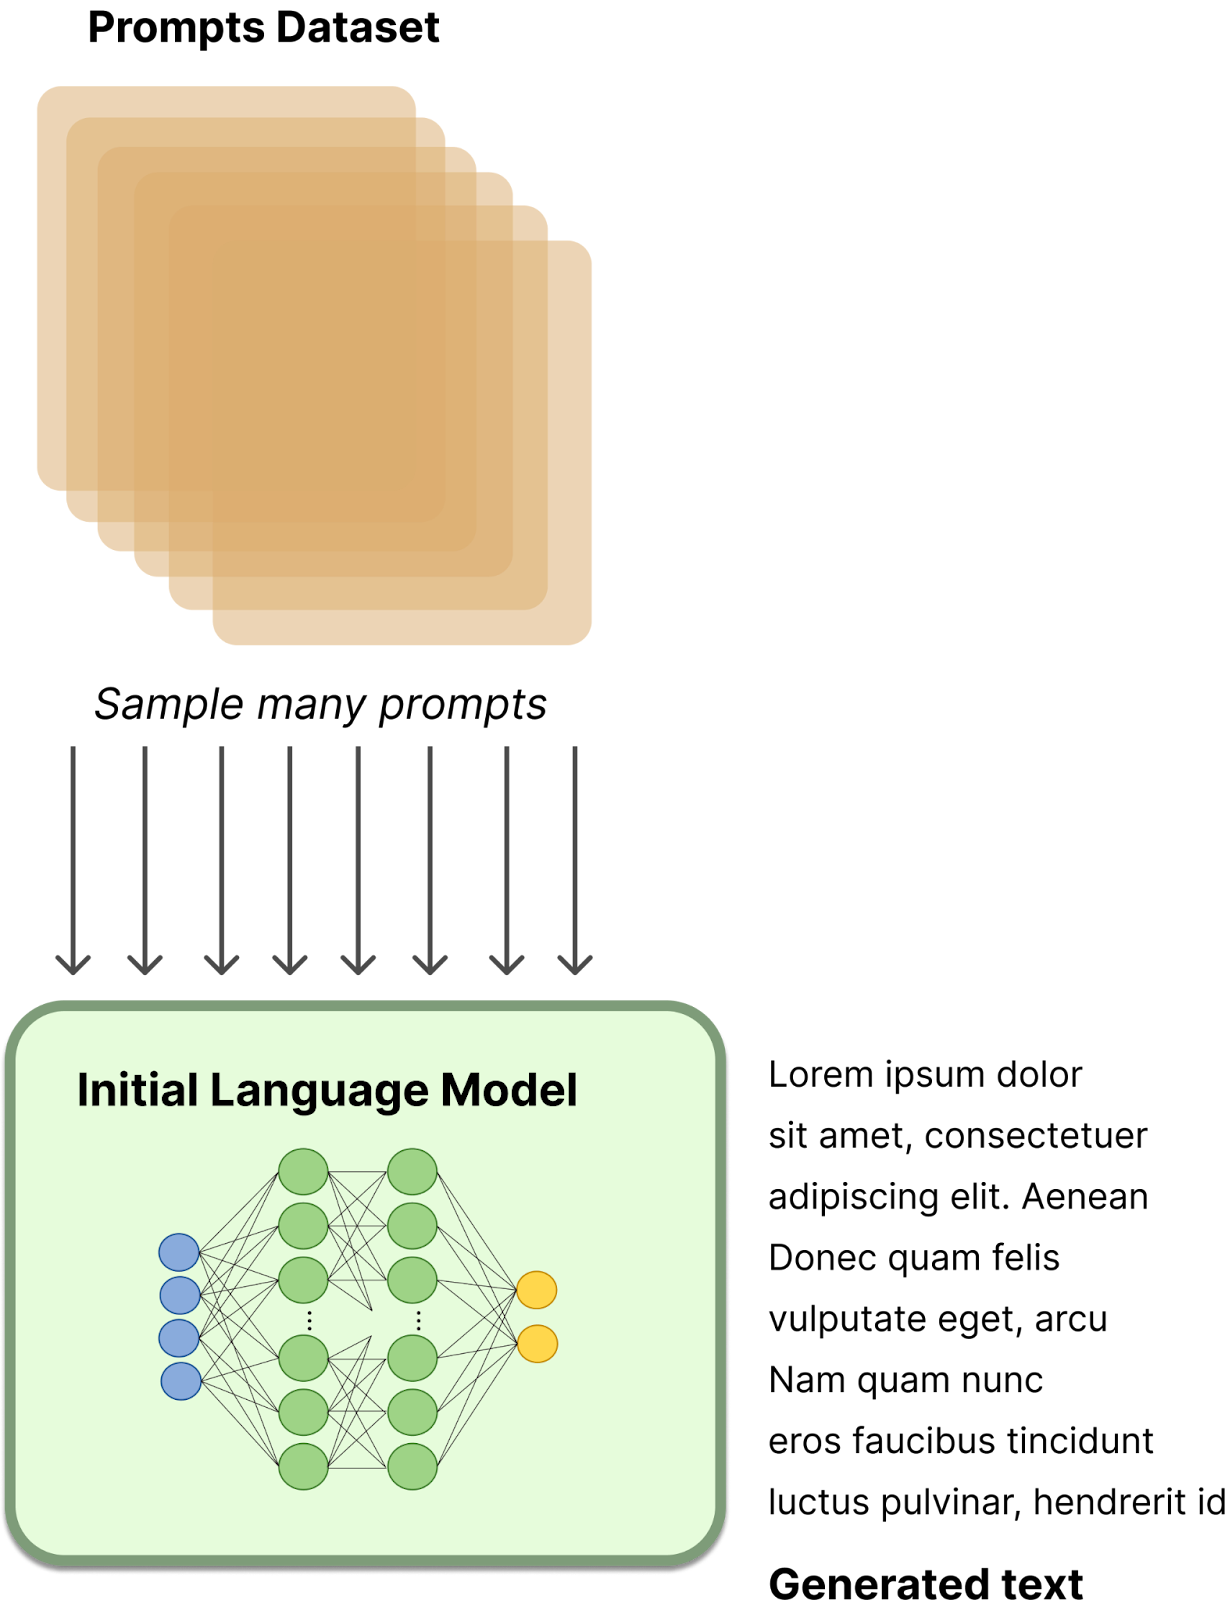 Prompts Dataset
Sample many prompts
Initial Language Model
Lorem ipsum dolor
sit amet, consectetuer
adipiscing elit. Aenean
Donec quam felis
vulputate eget, arcu
Nam quam nunc
eros faucibus tincidunt
luctus pulvinar, hendrerit id
Generated text